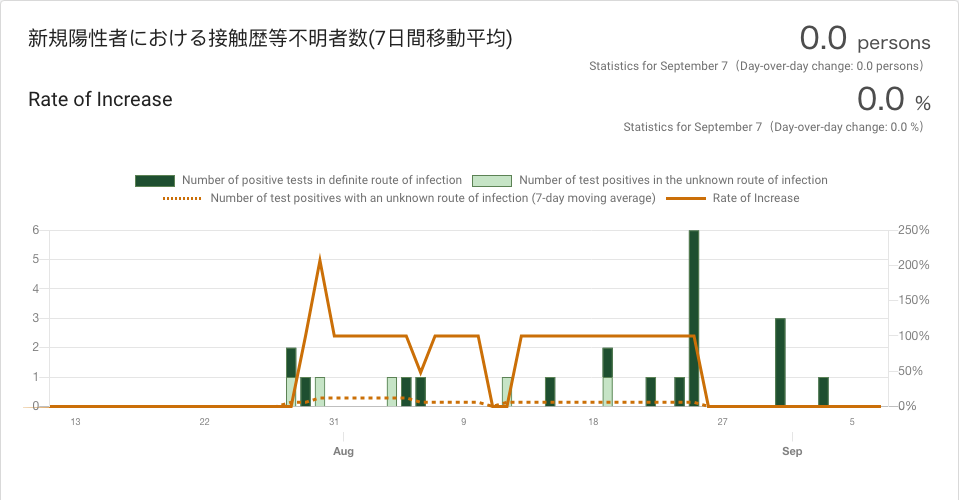 新規陽性者における接触歴等不明者数(7日間移動平均)
0.0 persons
Statistics for September 7（Day-over-day change: 0.0 persons）
Rate of Increase
0.0 %
Statistics for September 7（Day-over-day change: 0.0 %）
Number of positive tests in definite route of infection Number of test positives in the unknown route of infection
Number of test positives with an unknown route of infection (7-day moving average) Rate of Increase
6 250%
5 200%
4 150%
3 100%
2 50%
1 0%
0
13 22 31 9 18 27 5
Aug Sep